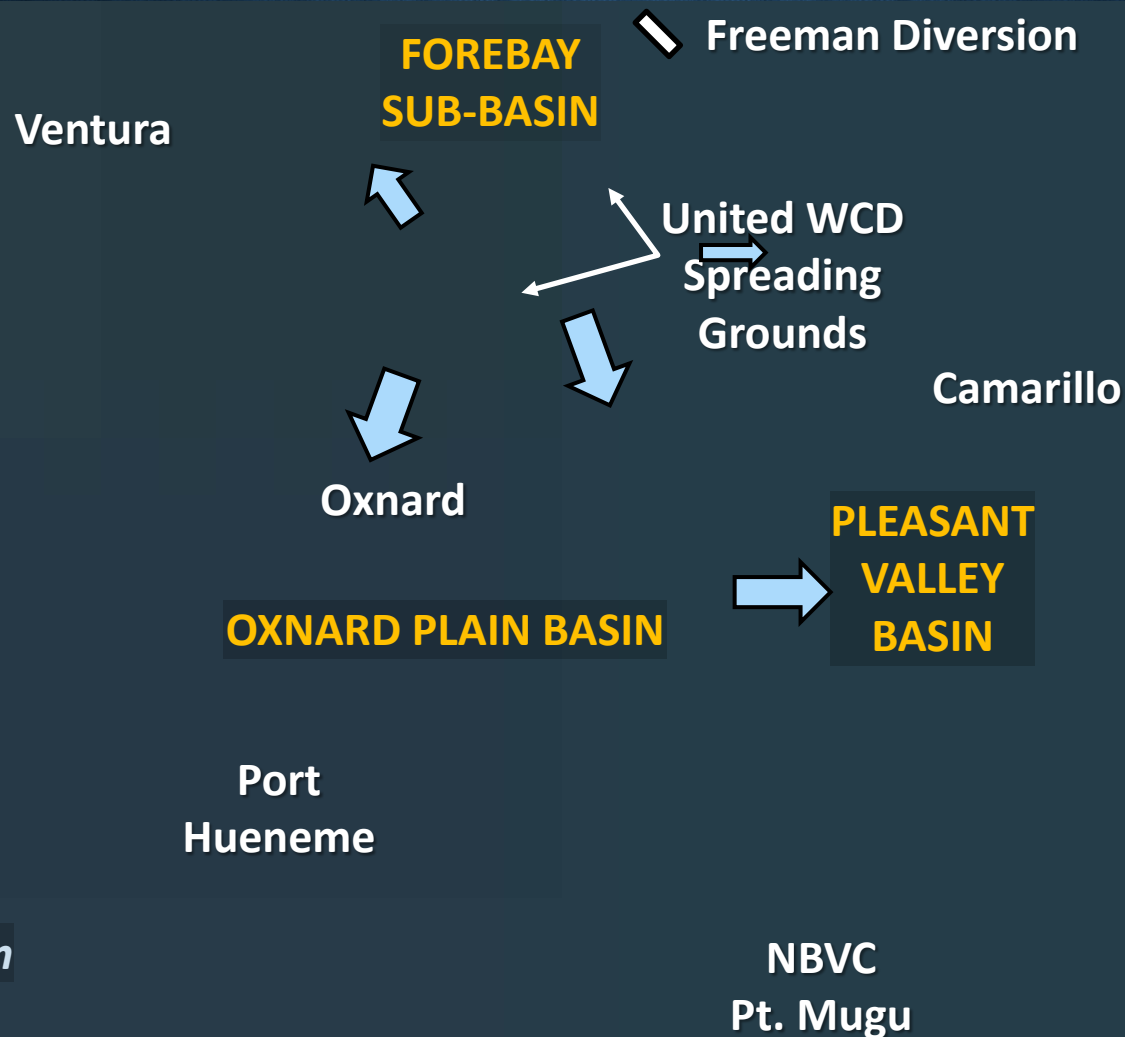 Freeman Diversion
FOREBAY
SUB-BASIN
Ventura
United WCD
Spreading
Grounds
Camarillo
Oxnard
PLEASANT
VALLEY
BASIN
OXNARD PLAIN BASIN
Port
Hueneme
NBVC
Pt. Mugu